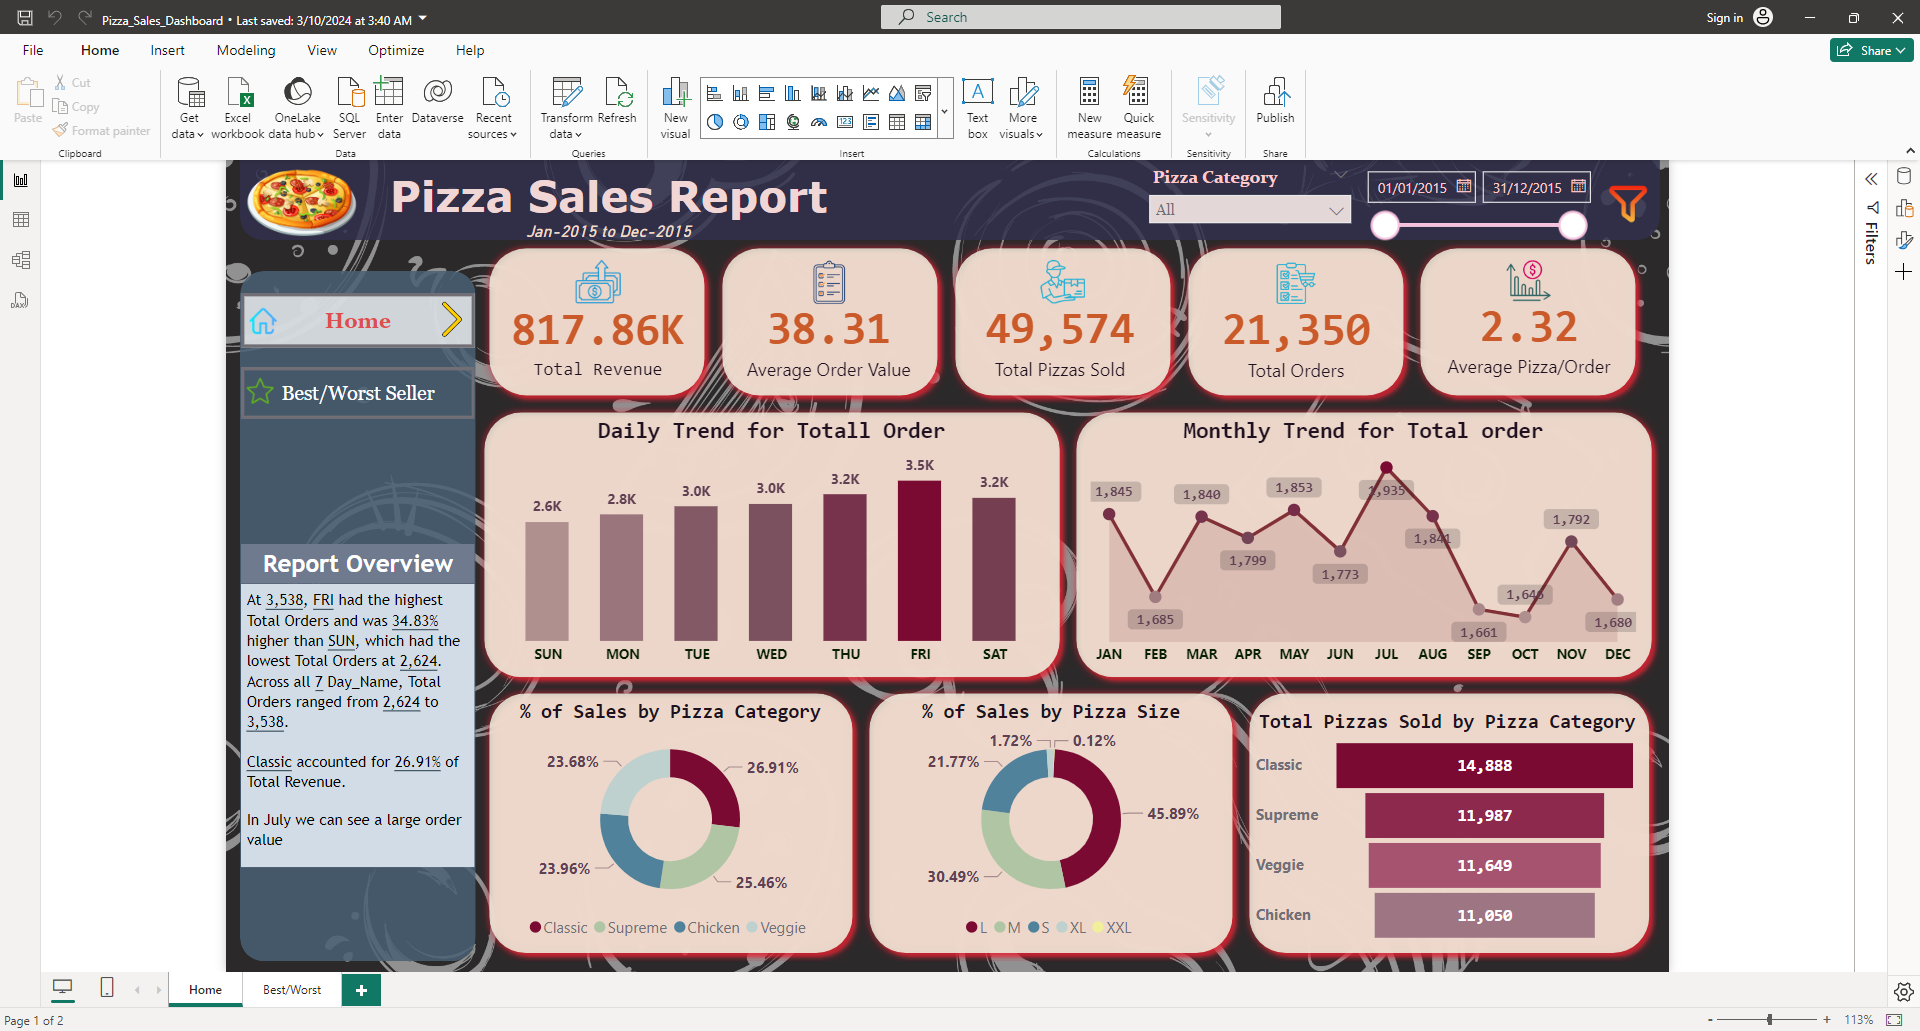 Pizza_Sales_Dashboard • Last saved: 3/10/2024 at 3:40 AM
Search
Sign in
File Home Insert Modeling View Optimize Help
Share
Paste
Cut
Copy
Format painter
Clipboard
Get data
Excel workbook
OneLake data hub
SQL Server
Enter data
Dataverse
Recent sources
Data
Transform data
Refresh
Queries
New visual
123
Insert
A
Text box
More visuals
New measure
Quick measure
Calculations
Sensitivity
Sensitivity
Publish
Share
DAX
Pizza Sales Report
Jan-2015 to Dec-2015
Pizza Category
All
01/01/2015
31/12/2015
Filters
Home
Best/Worst Seller
817.86K
Total Revenue
38.31
Average Order Value
49,574
Total Pizzas Sold
21,350
Total Orders
2.32
Average Pizza/Order
Report Overview
At 3,538, FRI had the highest
Total Orders and was 34.83%
higher than SUN, which had the
lowest Total Orders at 2,624.
Across all 7 Day_Name, Total
Orders ranged from 2,624 to
3,538.
Classic accounted for 26.91% of
Total Revenue.
In July we can see a large order
value
Daily Trend for Totall Order
2.6K 2.8K 3.0K 3.0K 3.2K 3.5K 3.2K
SUN MON TUE WED THU FRI SAT
Monthly Trend for Total order
1,845 1,685 1,840 1,799 1,853 1,773 1,935 1,841 1,661 1,792 1,680
JAN FEB MAR APR MAY JUN JUL AUG SEP OCT NOV DEC
% of Sales by Pizza Category
23.68% 26.91%
23.96% 25.46%
Classic Supreme Chicken Veggie
% of Sales by Pizza Size
1.72% 0.12%
21.77%
45.89%
30.49%
L M S XL XXL
Total Pizzas Sold by Pizza Category
Classic 14,888
Supreme 11,987
Veggie 11,649
Chicken 11,050
Home Best/Worst
Page 1 of 2
- + 113%